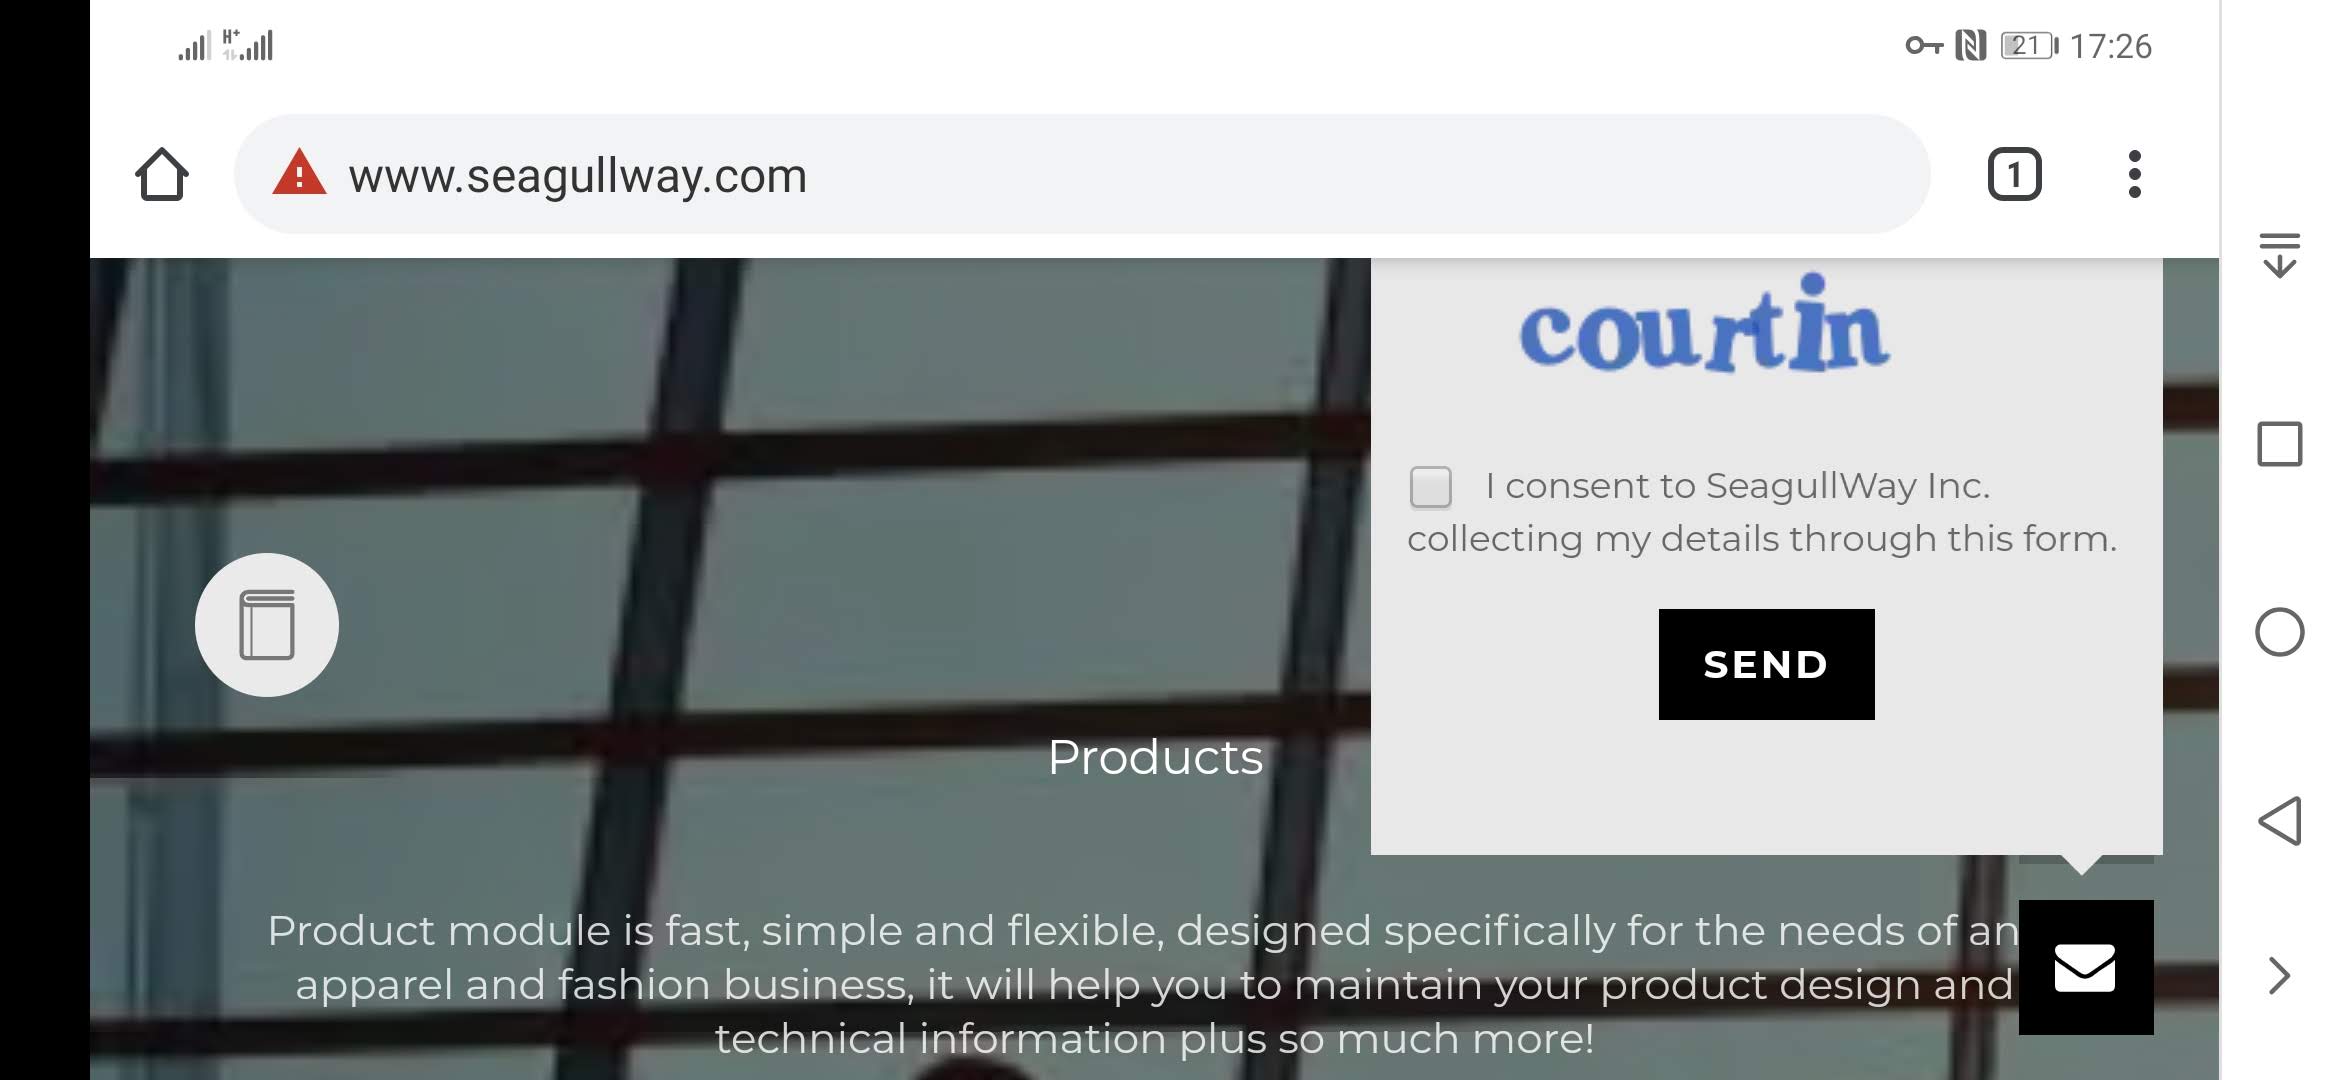 H+
21 17:26
www.seagullway.com
1
courtin
I consent to SeagullWay Inc.
collecting my details through this form.
SEND
Products
Product module is fast, simple and flexible, designed specifically for the needs of an
apparel and fashion business, it will help you to maintain your product design and
technical information plus so much more!